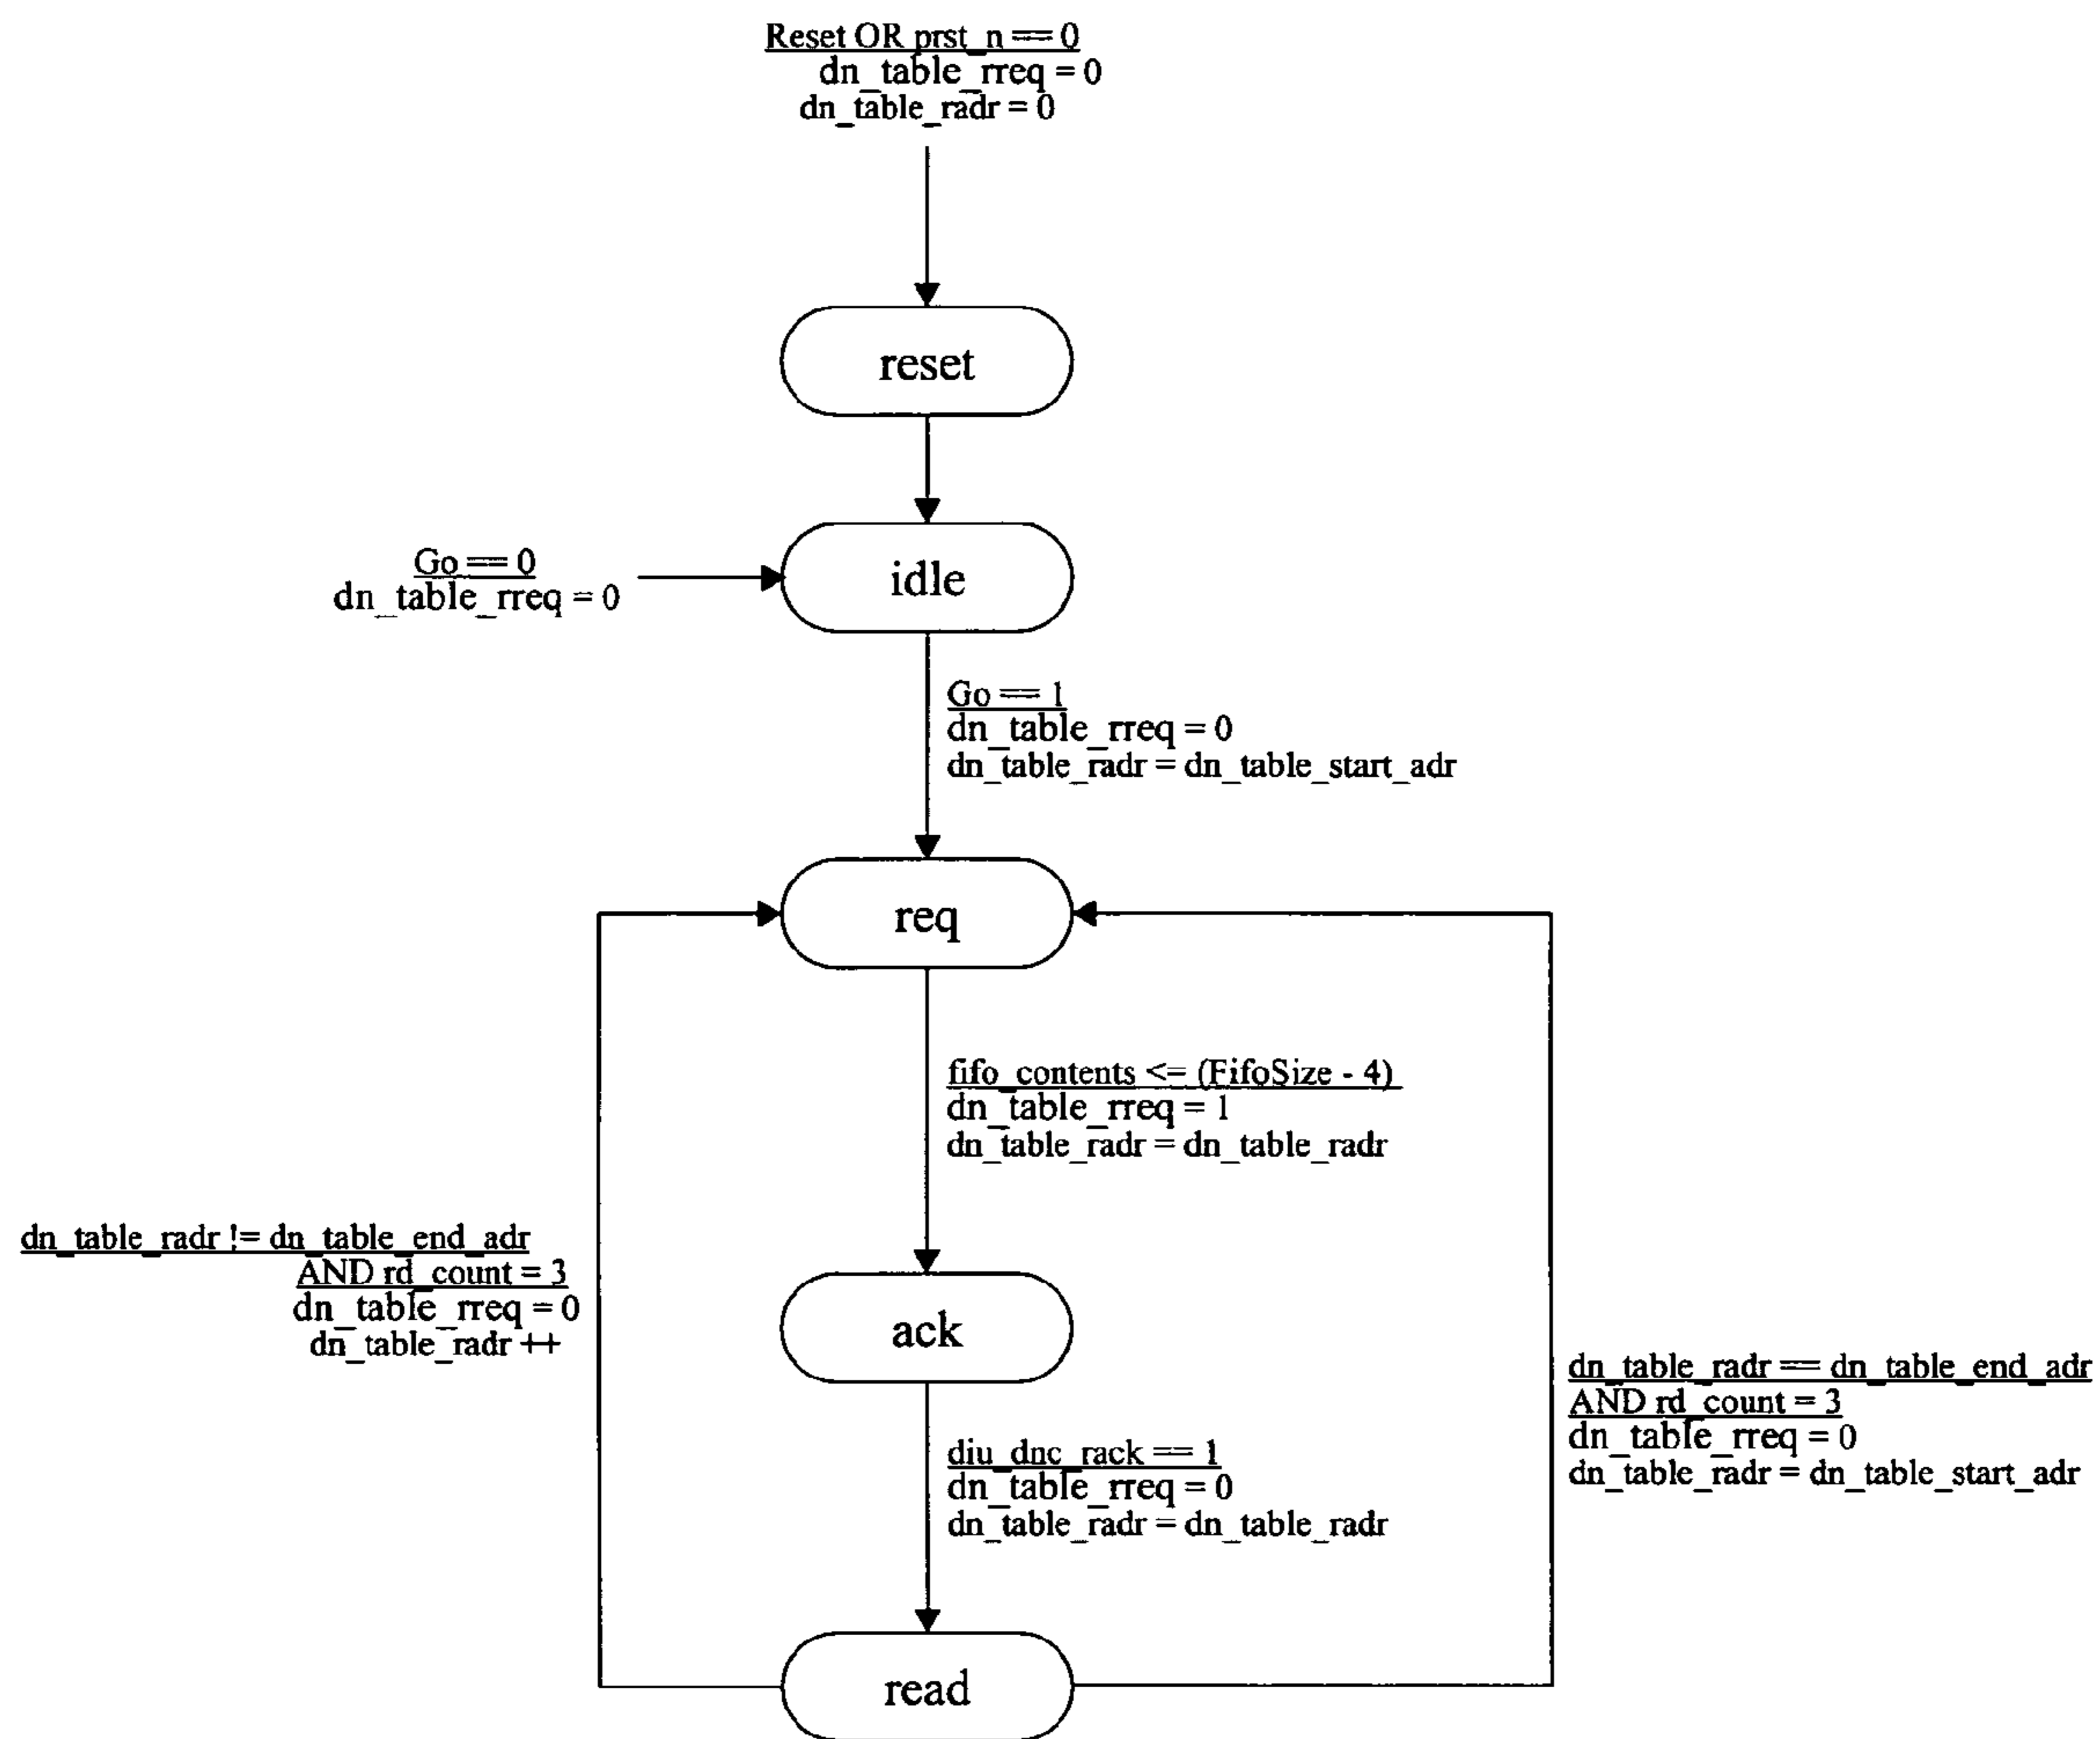 Reset OR prst_n == 0
dn_table_rreq = 0
dn_table_radr = 0
reset
Go == 0
dn_table_rreq = 0
idle
Go == 1
dn_table_rreq = 0
dn_table_radr = dn_table_start_adr
req
fifo_contents <= (FifoSize - 4)
dn_table_rreq = 1
dn_table_radr = dn_table_radr
dn_table_radr != dn_table_end_adr
AND rd_count = 3
dn_table_rreq = 0
dn_table_radr ++
ack
dn_table_radr == dn_table_end_adr
AND rd_count = 3
dn_table_rreq = 0
dn_table_radr = dn_table_start_adr
diu_dnc_rack == 1
dn_table_rreq = 0
dn_table_radr = dn_table_radr
read